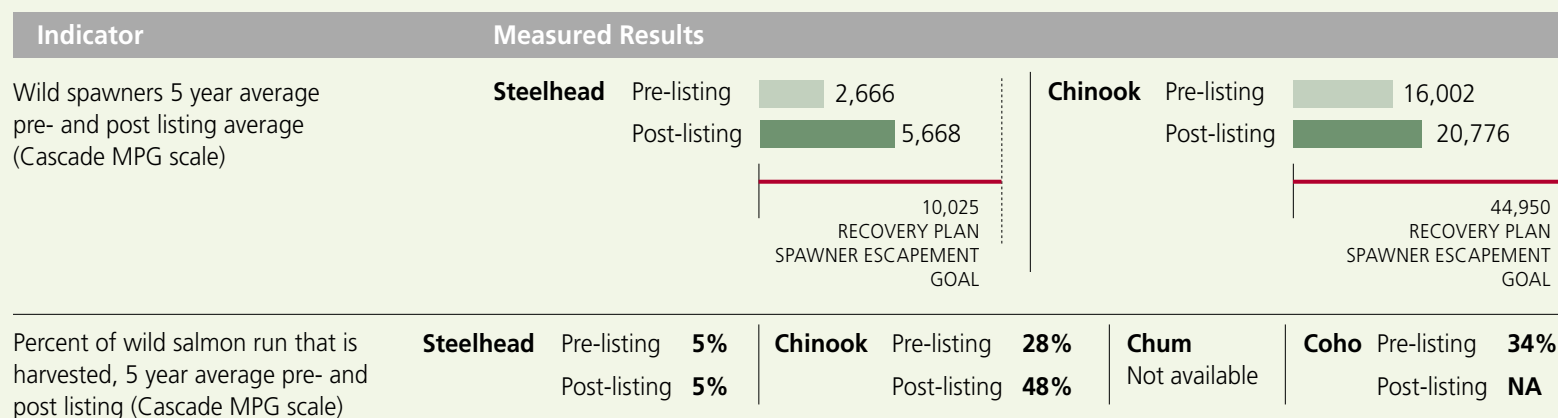 Indicator Measured Results
Wild spawners 5 year average
pre- and post listing average
(Cascade MPG scale)
Steelhead Pre-listing 2,666
Post-listing 5,668
10,025
RECOVERY PLAN
SPAWNER ESCAPEMENT
GOAL
Chinook Pre-listing 16,002
Post-listing 20,776
44,950
RECOVERY PLAN
SPAWNER ESCAPEMENT
GOAL
Percent of wild salmon run that is
harvested, 5 year average pre- and
post listing (Cascade MPG scale)
Steelhead Pre-listing 5%
Post-listing 5%
Chinook Pre-listing 28%
Post-listing 48%
Chum
Not available
Coho Pre-listing 34%
Post-listing NA